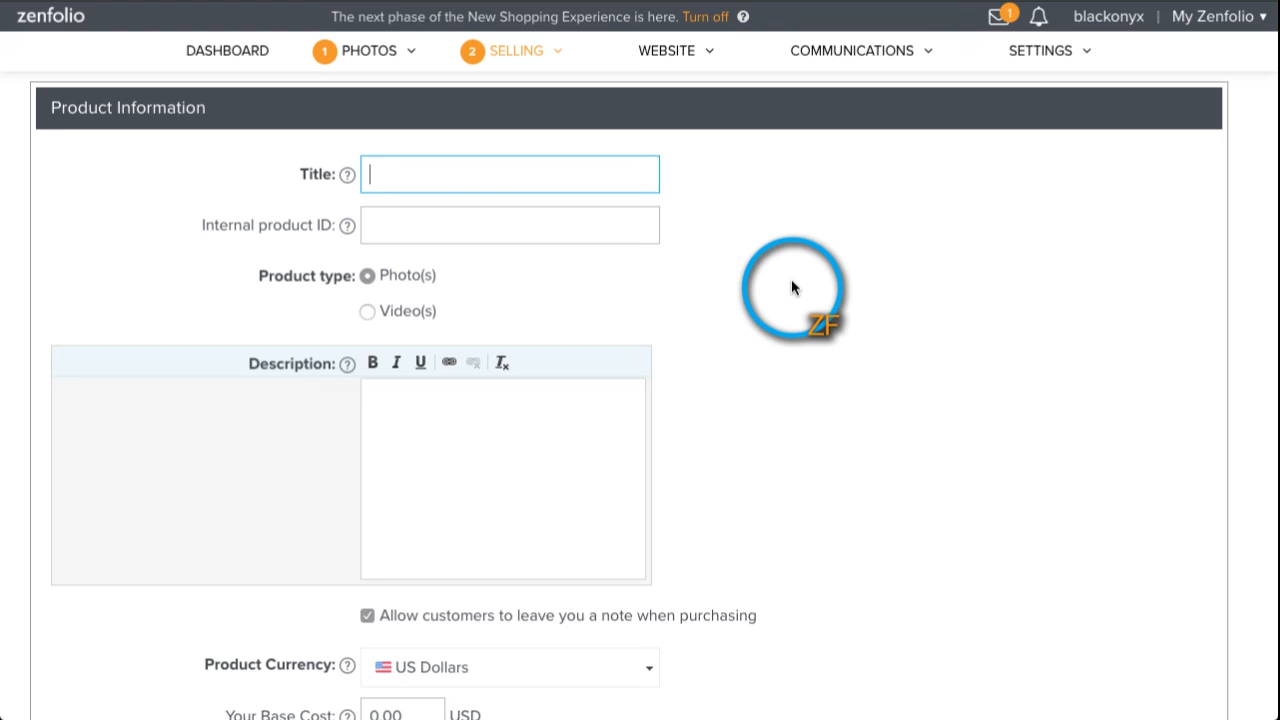 zenfolio The next phase of the New Shopping Experience is here. Turn off ? 1 blackonyx | My Zenfolio ▾
DASHBOARD 1 PHOTOS 2 SELLING WEBSITE COMMUNICATIONS SETTINGS
Product Information
Title: ?
Internal product ID: ?
Product type: Photo(s)
Video(s)
ZF
Description: ? B I U Tx
Allow customers to leave you a note when purchasing
Product Currency: ? US Dollars
Your Base Cost: ? 0.00 USD